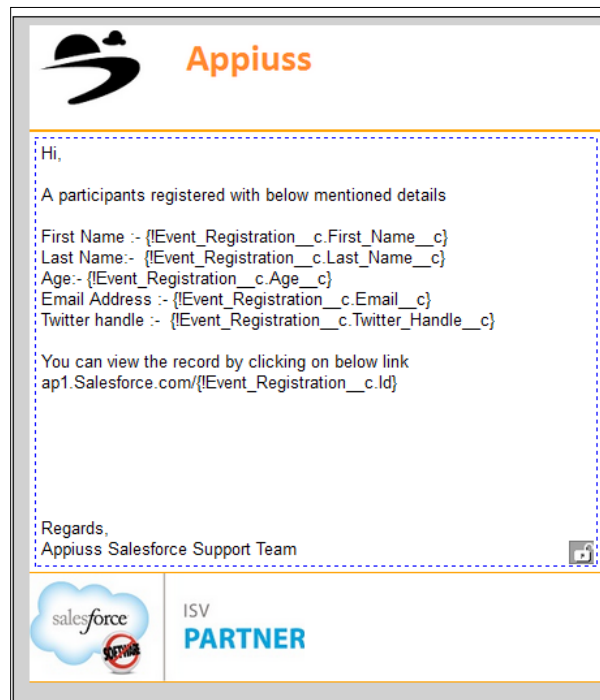 Appiuss
Hi,
A participants registered with below mentioned details
First Name :- {!Event_Registration__c.First_Name__c}
Last Name:-  {!Event_Registration__c.Last_Name__c}
Age:- {!Event_Registration__c.Age__c}
Email Address :- {!Event_Registration__c.Email__c}
Twitter handle :-  {!Event_Registration__c.Twitter_Handle__c}
You can view the record by clicking on below link
ap1.Salesforce.com/{!Event_Registration__c.Id}
Regards,
Appiuss Salesforce Support Team
salesforce
SOFTWARE
ISV
PARTNER